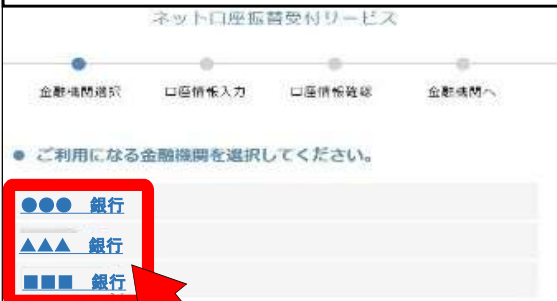 ネット口座振替受付サービス
金融機関選択 口座情報入力 口座情報確認 金融機関へ
● ご利用になる金融機関を選択してください。
●●● 銀行
▲▲▲ 銀行
■■■ 銀行